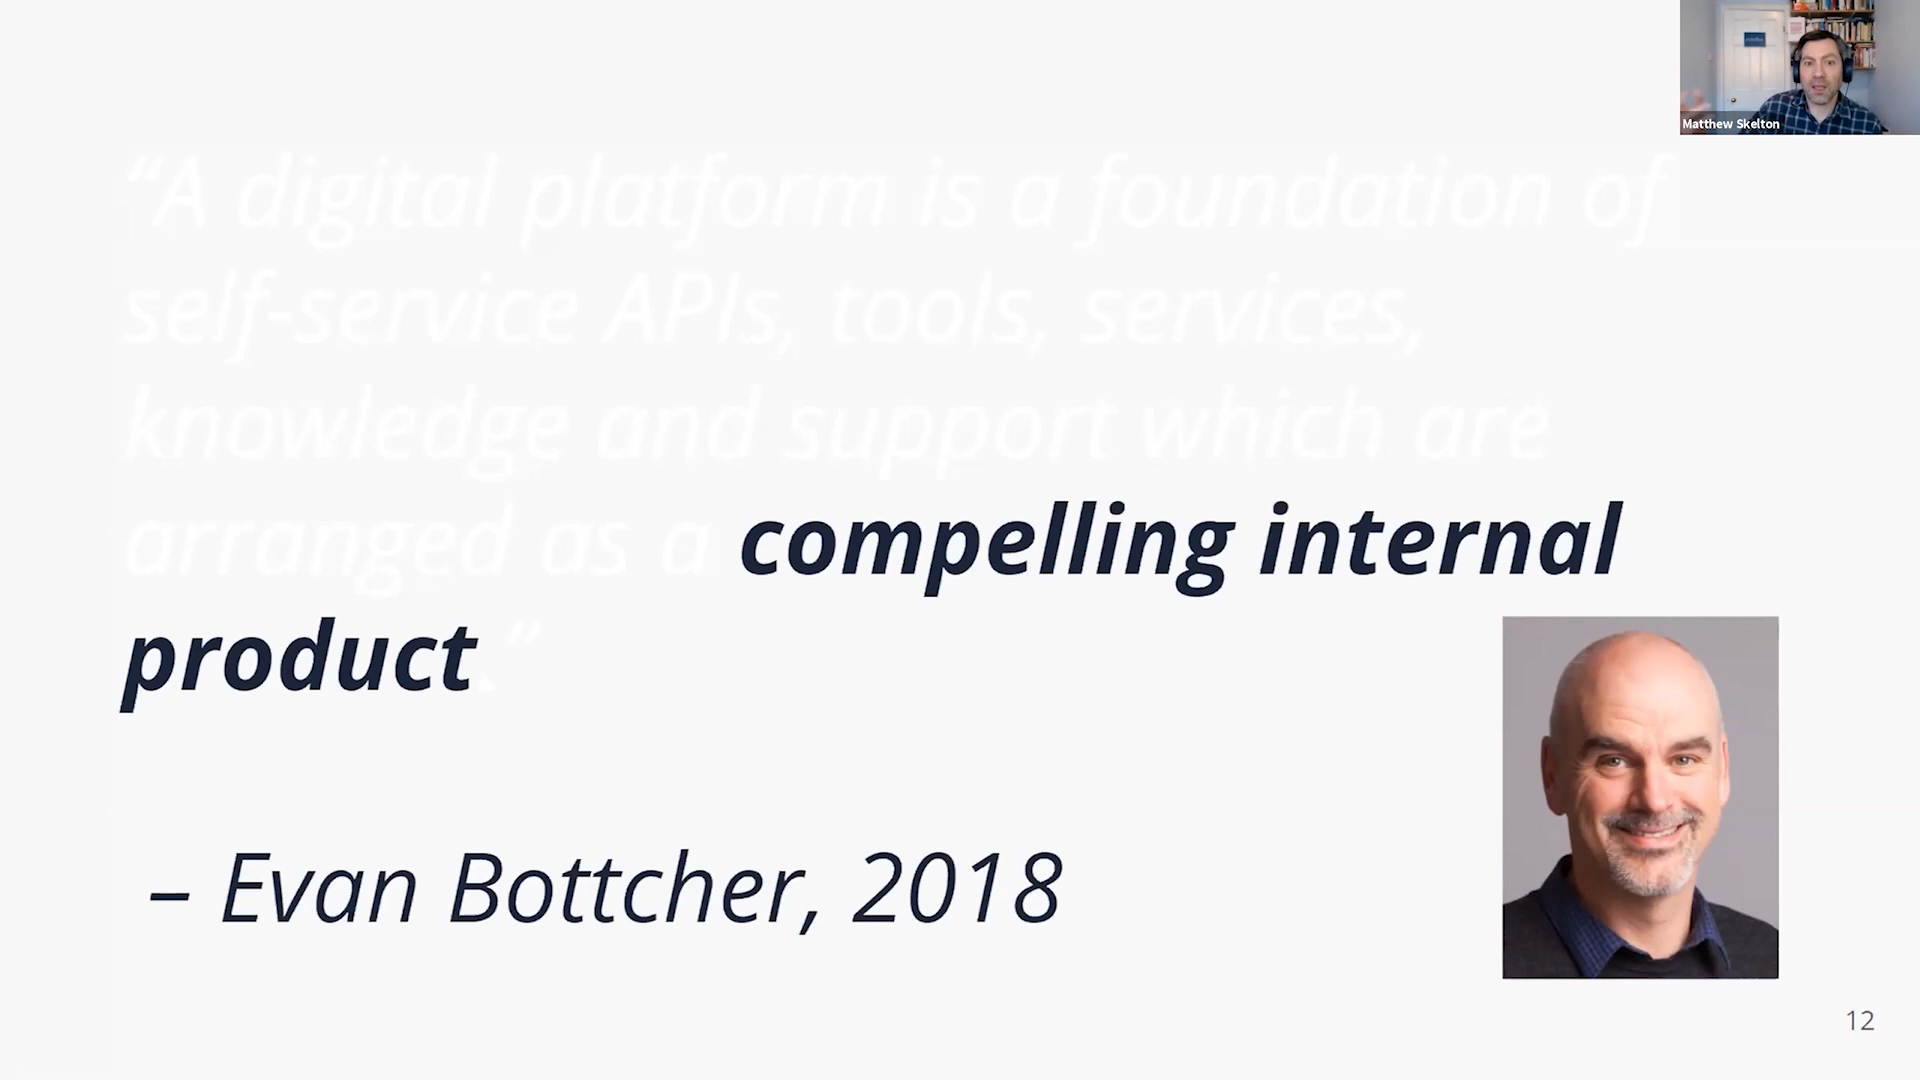 Matthew Skelton
“A digital platform is a foundation of
self-service APIs, tools, services,
knowledge and support which are
arranged as a compelling internal
product.”
– Evan Bottcher, 2018
12